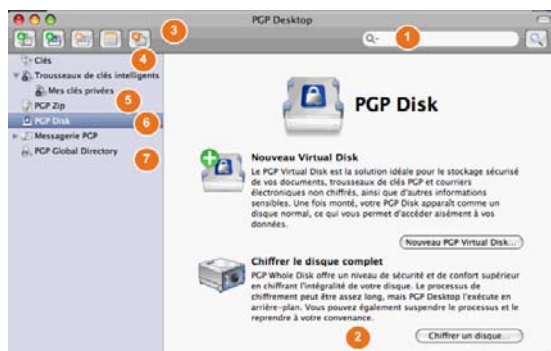 PGP Desktop
3
1
Clés
4
Trousseaux de clés intelligents
Mes clés privées
5
PGP Zip
PGP Disk
6
Messagerie PGP
PGP Global Directory
7
PGP Disk
Nouveau Virtual Disk
Le PGP Virtual Disk est la solution idéale pour le stockage sécurisé
de vos documents, trousseaux de clés PGP et courriers
électroniques non chiffrés, ainsi que d'autres informations
sensibles. Une fois monté, votre PGP Disk apparaît comme un
disque normal, ce qui vous permet d'accéder aisément à vos
données.
Nouveau PGP Virtual Disk...
Chiffrer le disque complet
PGP Whole Disk offre un niveau de sécurité et de confort supérieur
en chiffrant l'intégralité de votre disque. Le processus de
chiffrement peut être assez long, mais PGP Desktop l'exécute en
arrière-plan. Vous pouvez également suspendre le processus et le
reprendre à votre convenance.
2
Chiffrer un disque...